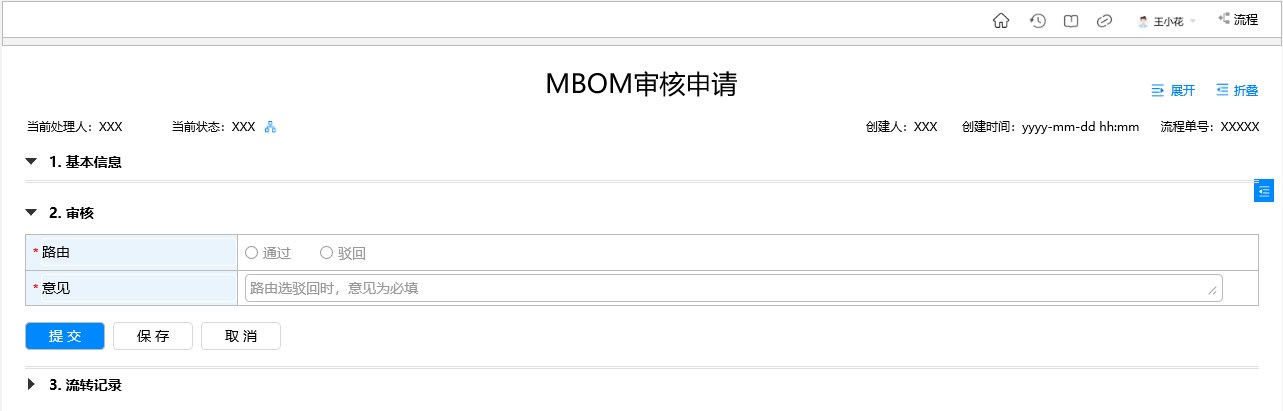 王小花 流程
MBOM审核申请
展开 折叠
当前处理人：XXX 当前状态：XXX 创建人：XXX 创建时间：yyyy-mm-dd hh:mm 流程单号：XXXXX
1. 基本信息
2. 审核
* 路由 通过 驳回
* 意见 路由选驳回时，意见为必填
提 交 保 存 取 消
3. 流转记录